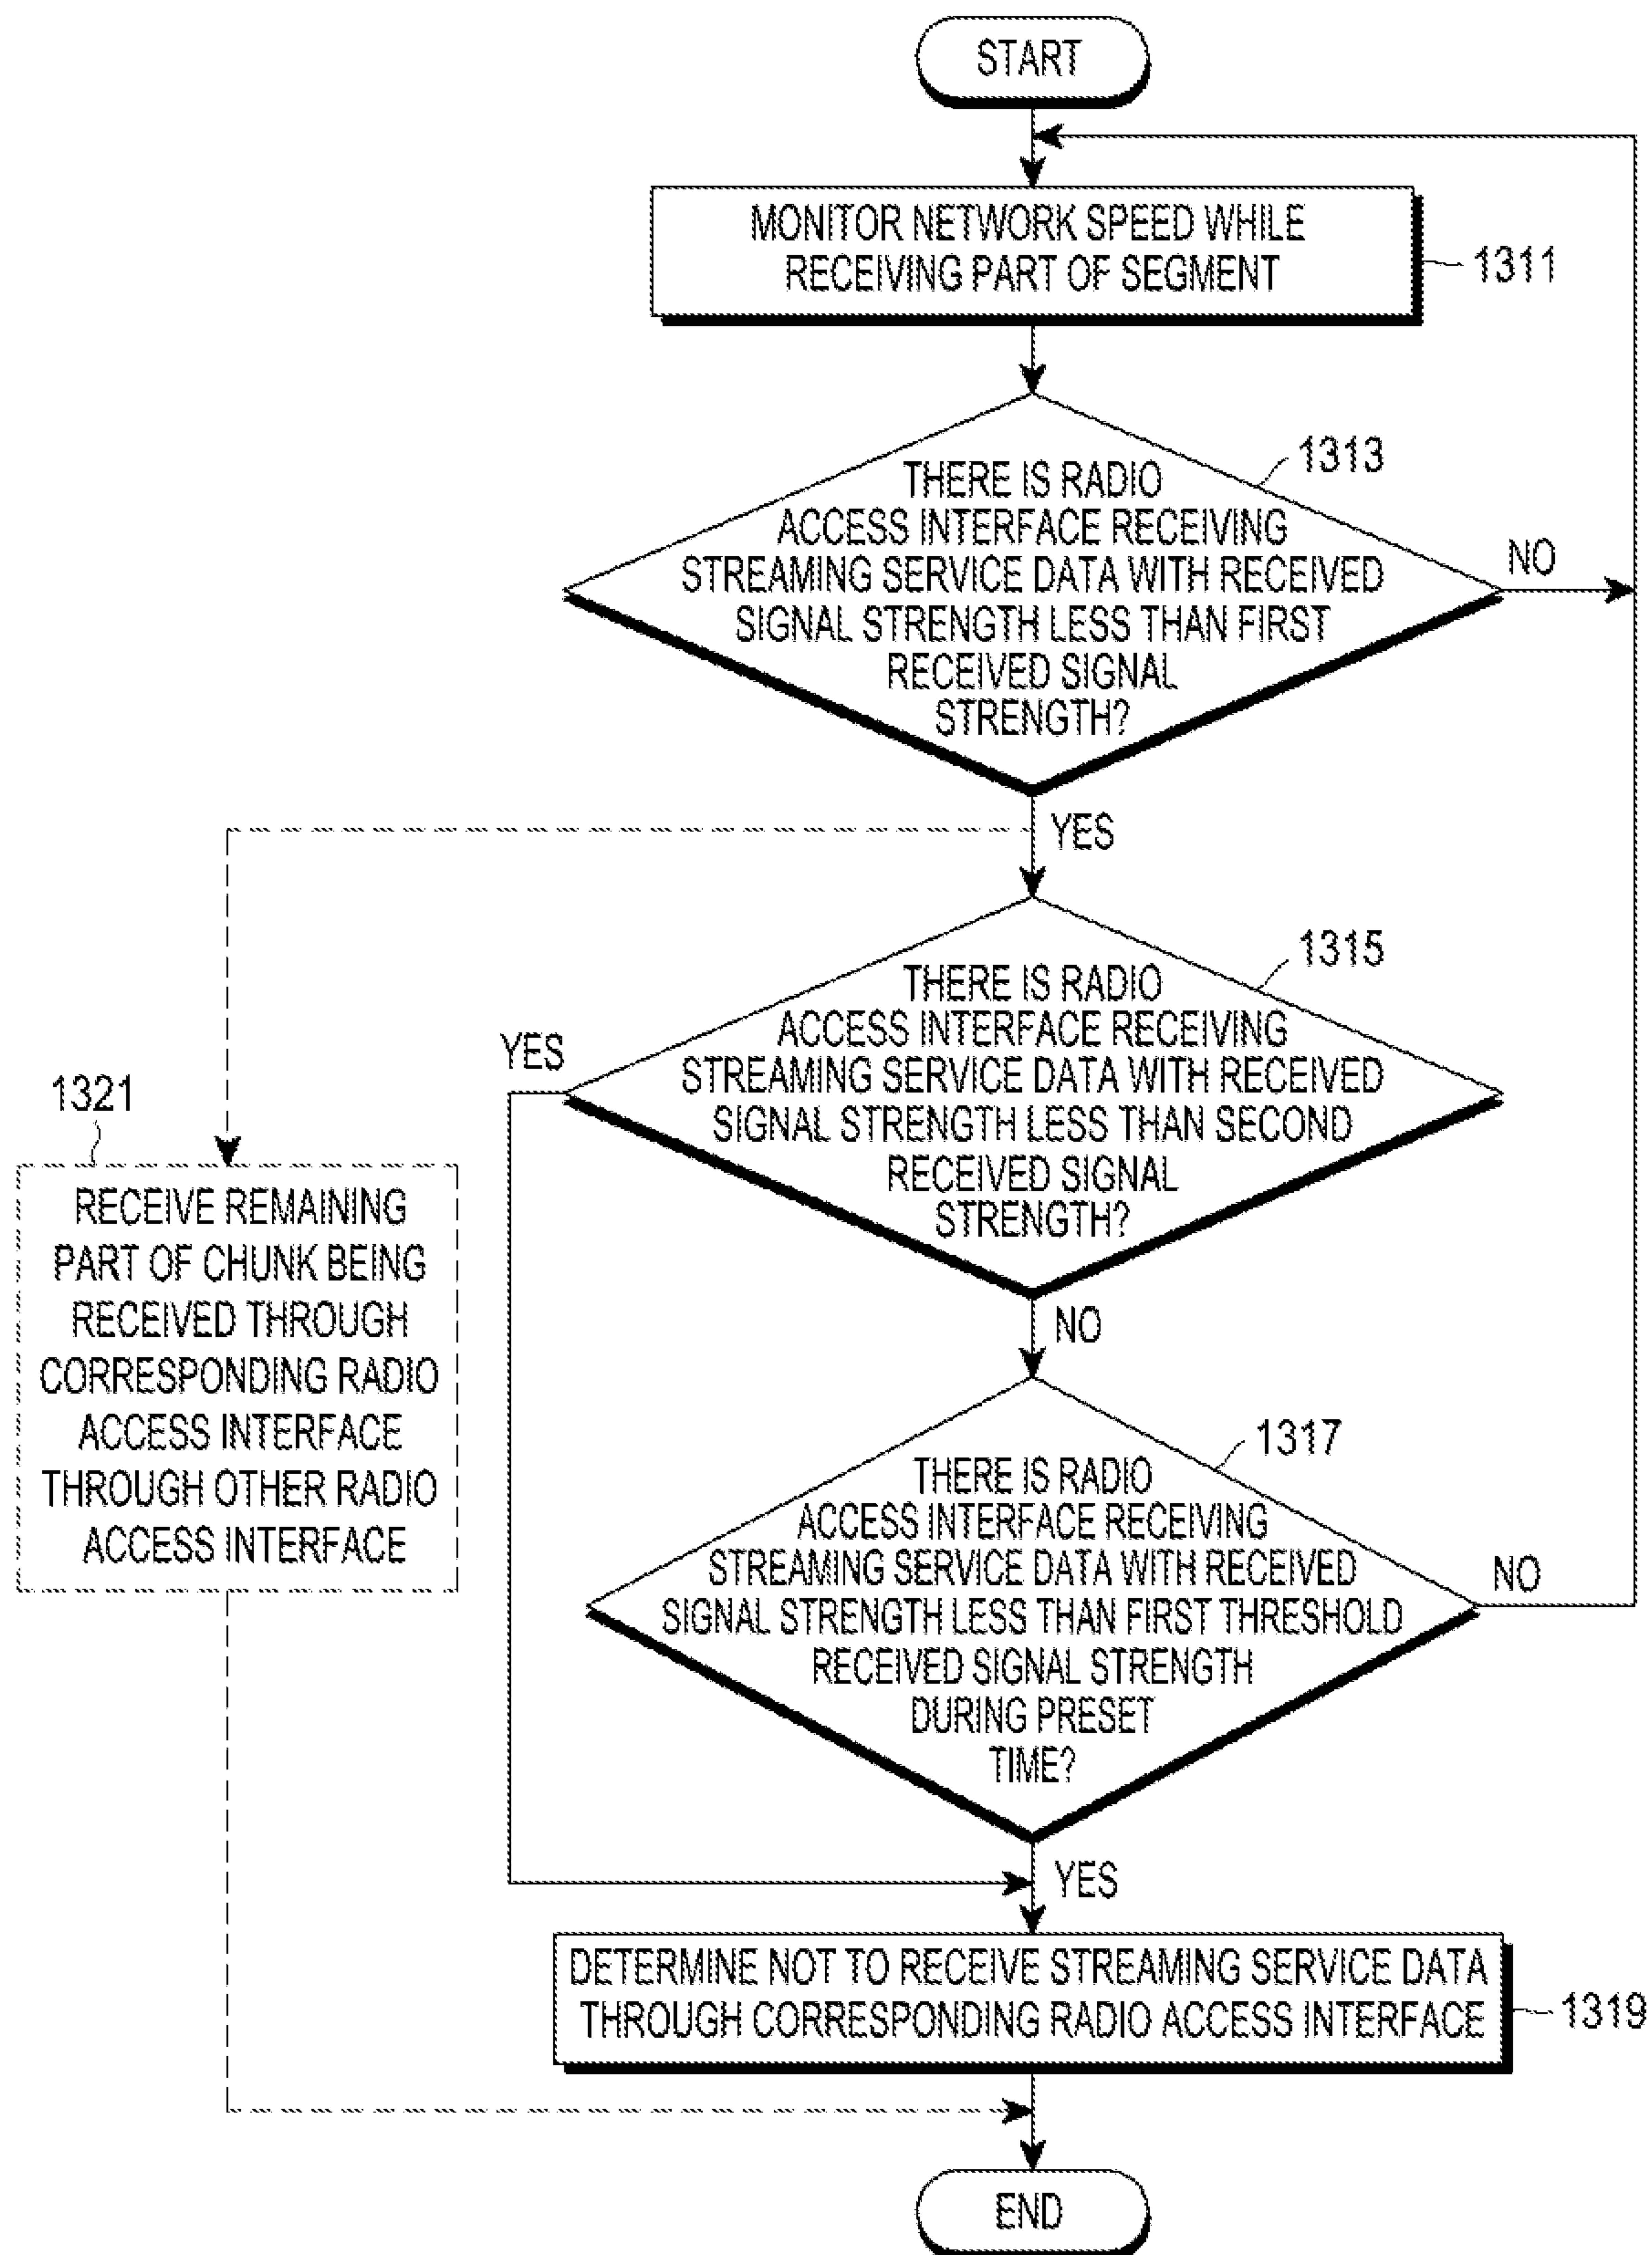 START
MONITOR NETWORK SPEED WHILE
RECEIVING PART OF SEGMENT
1311
1313
THERE IS RADIO
ACCESS INTERFACE RECEIVING
STREAMING SERVICE DATA WITH RECEIVED
SIGNAL STRENGTH LESS THAN FIRST
RECEIVED SIGNAL
STRENGTH?
NO
YES
1315
THERE IS RADIO
ACCESS INTERFACE RECEIVING
STREAMING SERVICE DATA WITH RECEIVED
SIGNAL STRENGTH LESS THAN SECOND
RECEIVED SIGNAL
STRENGTH?
YES
NO
1321
RECEIVE REMAINING
PART OF CHUNK BEING
RECEIVED THROUGH
CORRESPONDING RADIO
ACCESS INTERFACE
THROUGH OTHER RADIO
ACCESS INTERFACE
1317
THERE IS RADIO
ACCESS INTERFACE RECEIVING
STREAMING SERVICE DATA WITH RECEIVED
SIGNAL STRENGTH LESS THAN FIRST THRESHOLD
RECEIVED SIGNAL STRENGTH
DURING PRESET
TIME?
NO
YES
DETERMINE NOT TO RECEIVE STREAMING SERVICE DATA
THROUGH CORRESPONDING RADIO ACCESS INTERFACE
1319
END